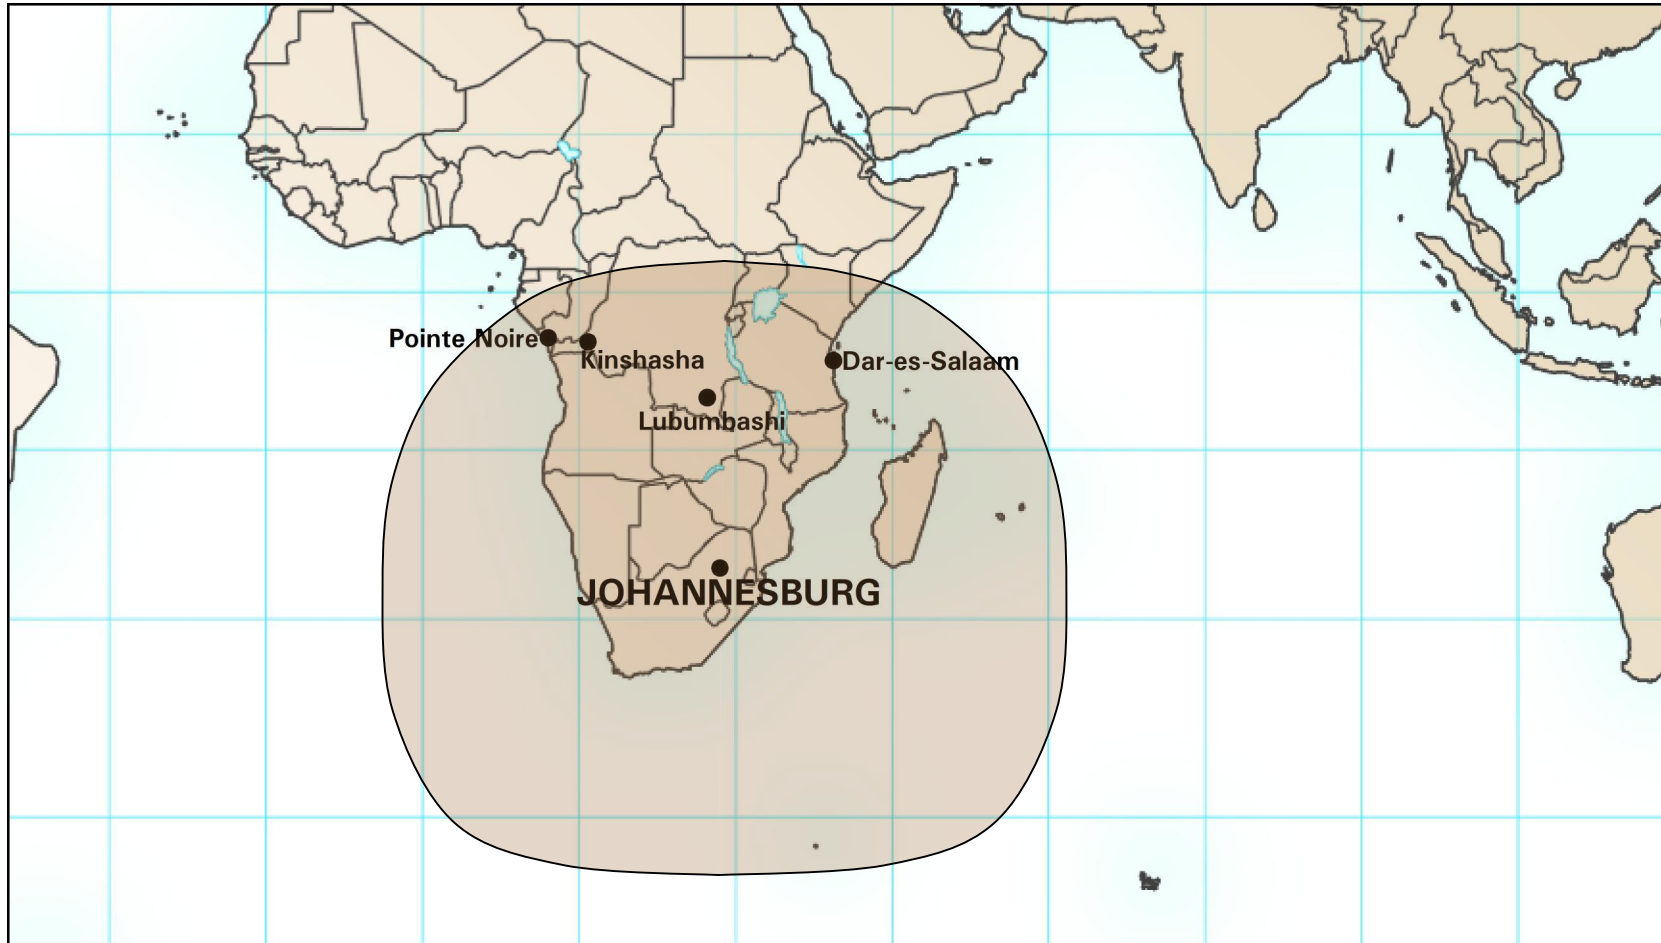 Pointe Noire
Kinshasha
Dar-es-Salaam
Lubumbashi
JOHANNESBURG